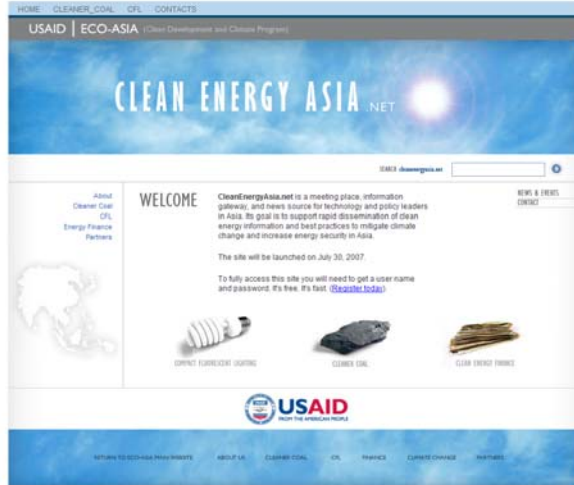 HOME CLEANER_COAL CFL CONTACTS
USAID | ECO-ASIA (Clean Development and Climate Program)
CLEAN ENERGY ASIA .NET
SEARCH cleanenergyasia.net
About
Cleaner Coal
CFL
Energy Finance
Partners
WELCOME
CleanEnergyAsia.net is a meeting place, information
gateway, and news source for technology and policy leaders
in Asia. Its goal is to support rapid dissemination of clean
energy information and best practices to mitigate climate
change and increase energy security in Asia.
The site will be launched on July 30, 2007.
To fully access this site you will need to get a user name
and password. It's free. It's fast. (Register today).
NEWS & EVENTS
CONTACT
COMPACT FLUORESCENT LIGHTING
CLEANER COAL
CLEAN ENERGY FINANCE
USAID
FROM THE AMERICAN PEOPLE
RETURN TO ECO-ASIA MAIN WEBSITE ABOUT US CLEANER COAL CFL FINANCE CLIMATE CHANGE PARTNERS